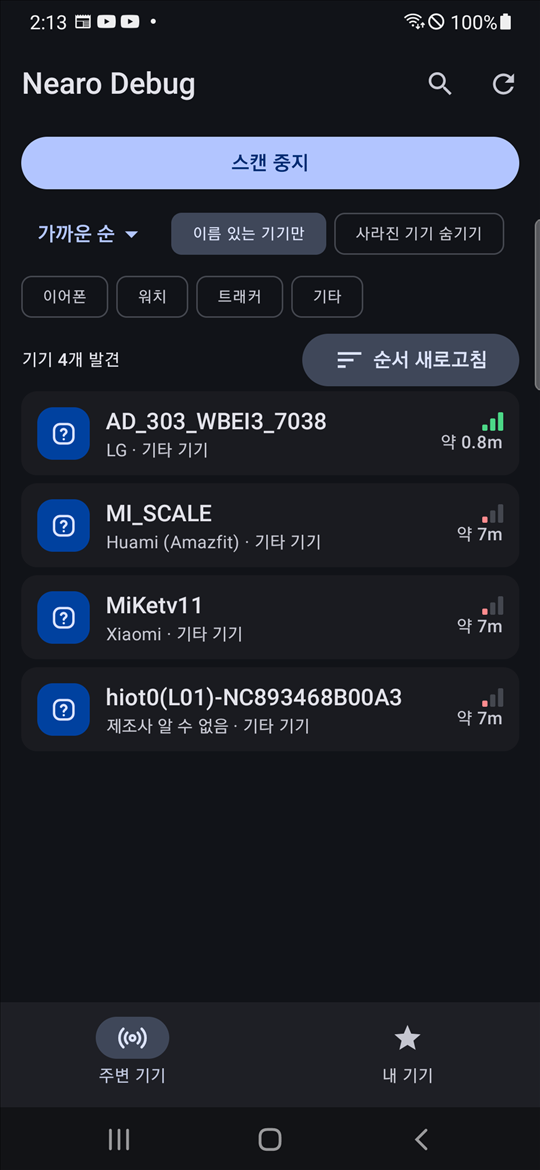 2:13 100%
Nearo Debug
스캔 중지
가까운 순 이름 있는 기기만 사라진 기기 숨기기
이어폰 워치 트래커 기타
기기 4개 발견 순서 새로고침
AD_303_WBEI3_7038
LG · 기타 기기 약 0.8m
MI_SCALE
Huami (Amazfit) · 기타 기기 약 7m
MiKetv11
Xiaomi · 기타 기기 약 7m
hiot0(L01)-NC893468B00A3
제조사 알 수 없음 · 기타 기기 약 7m
주변 기기 내 기기